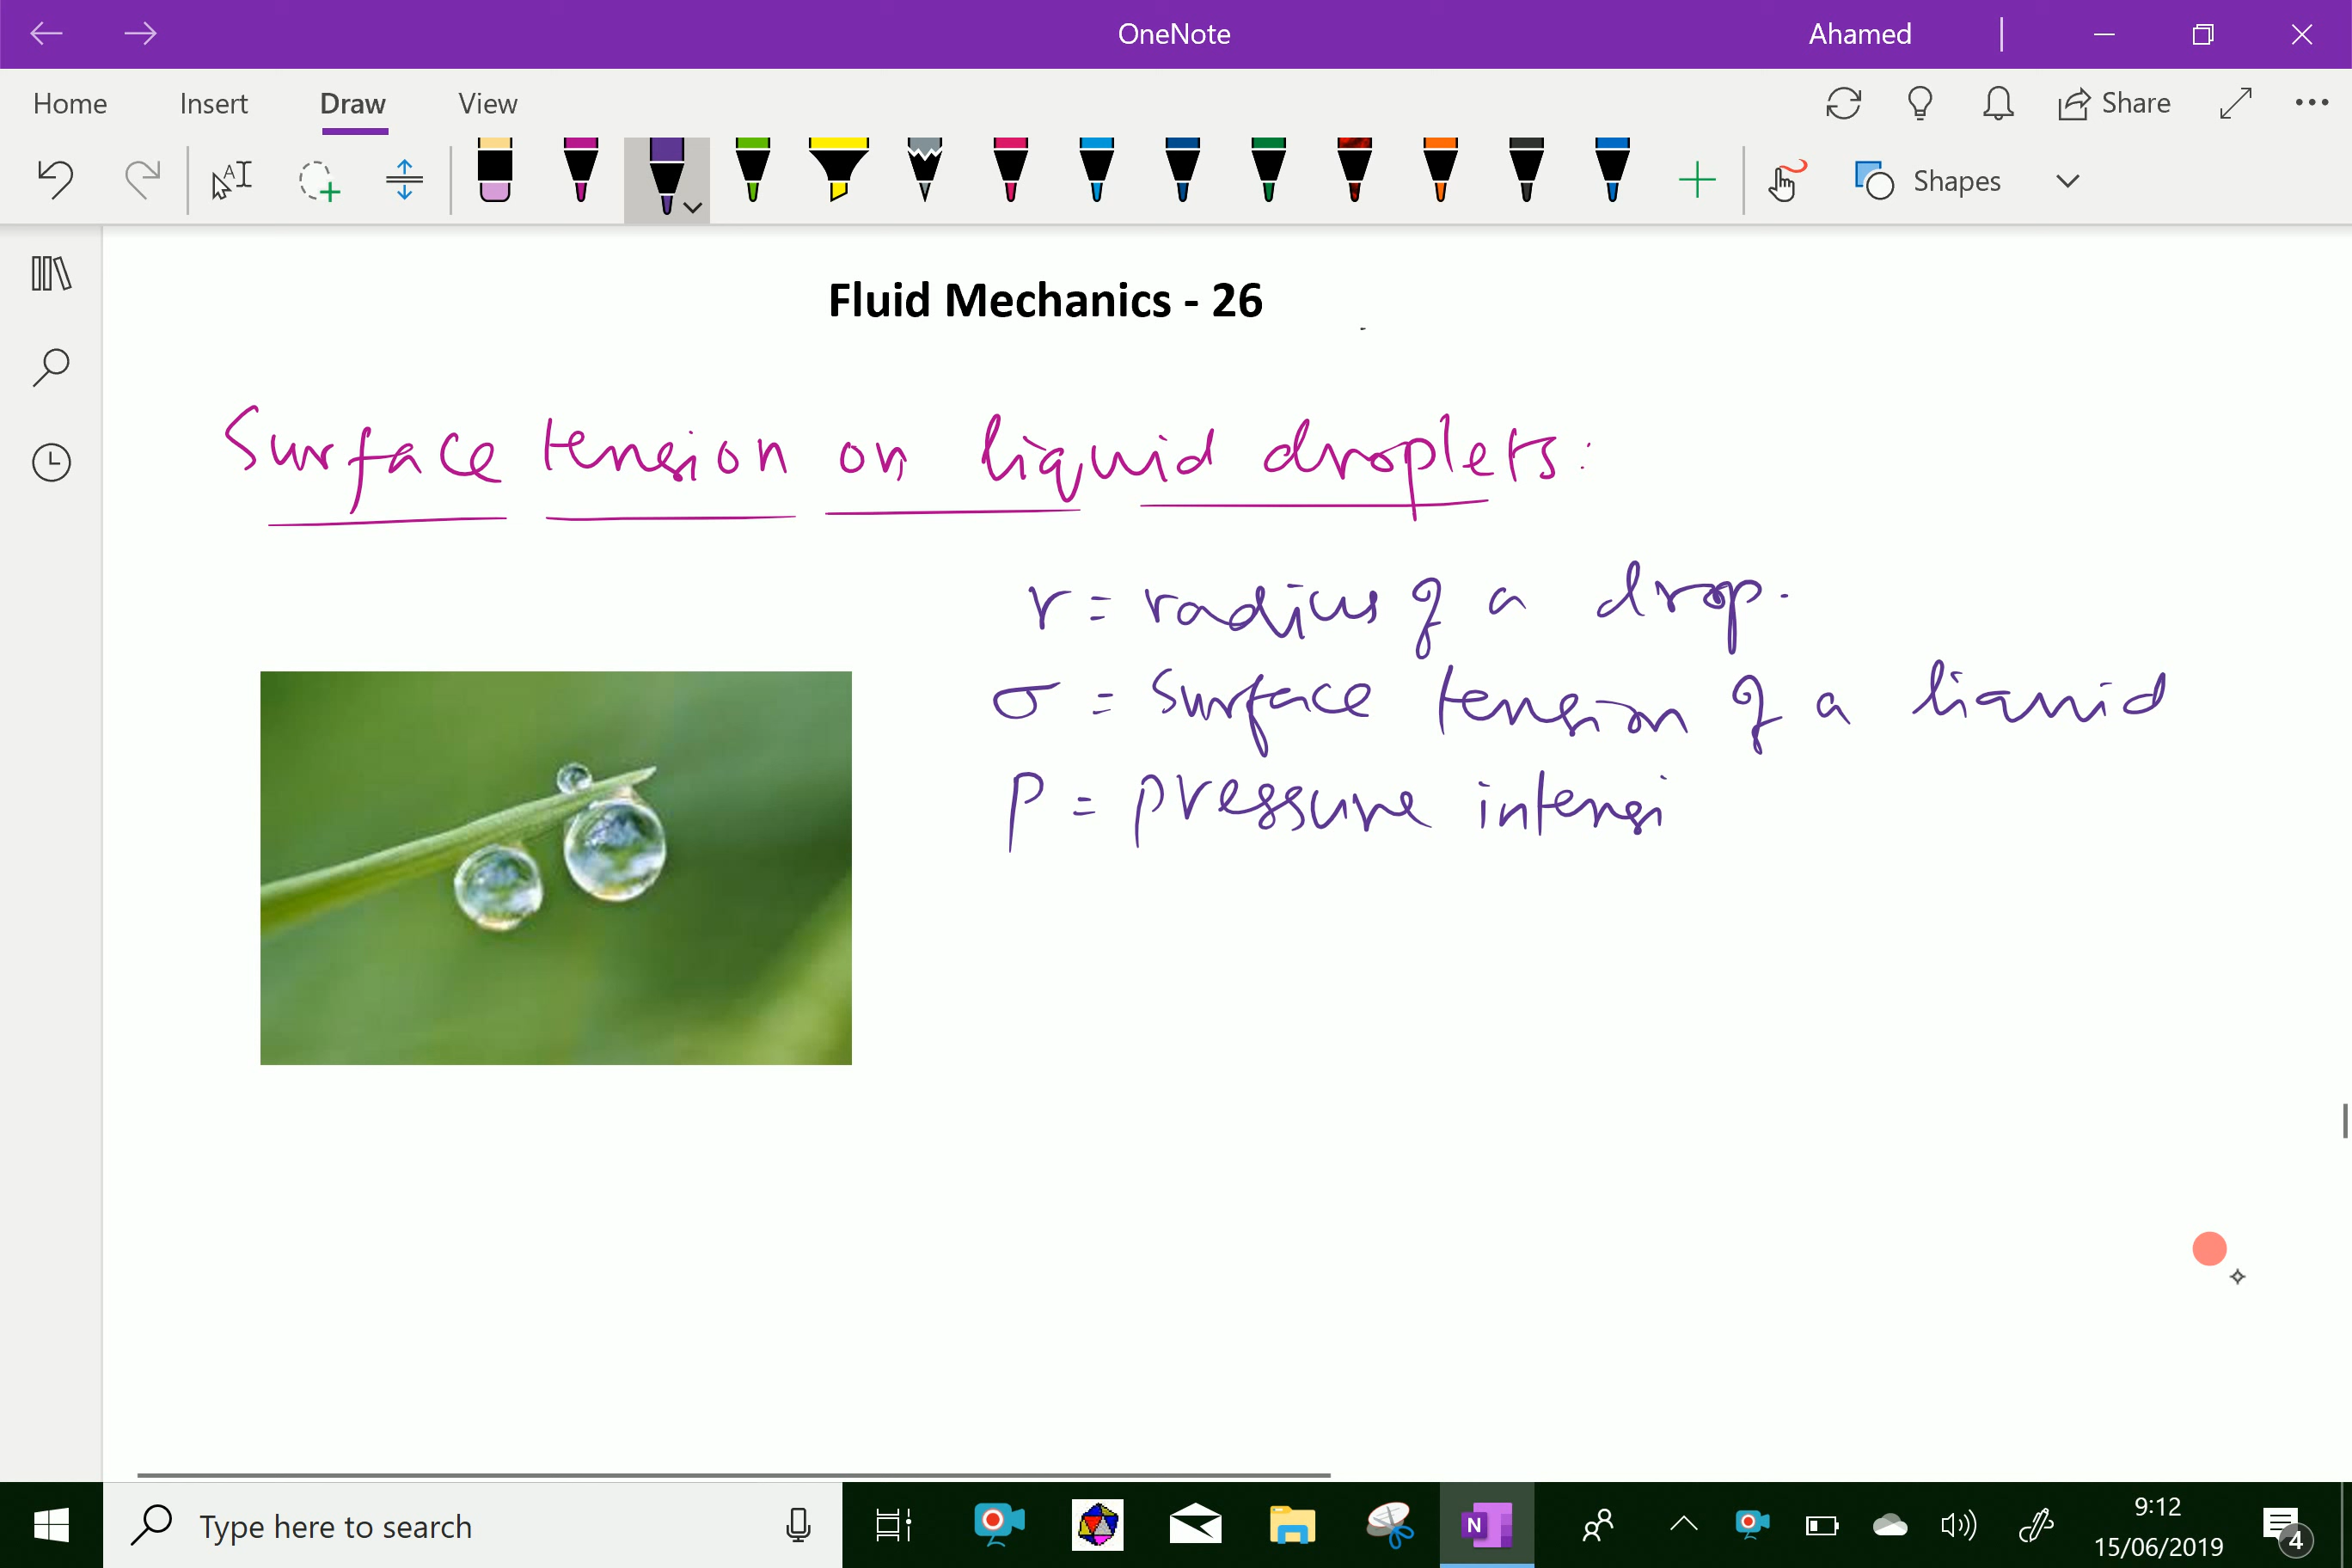 OneNote
Ahamed
Home Insert Draw View
Share
Shapes
Fluid Mechanics - 26
Surface tension on liquid droplets:
r = radius of a drop.
σ = surface tension of a liquid
P = pressure intensi
Type here to search
N
9:12
15/06/2019
4